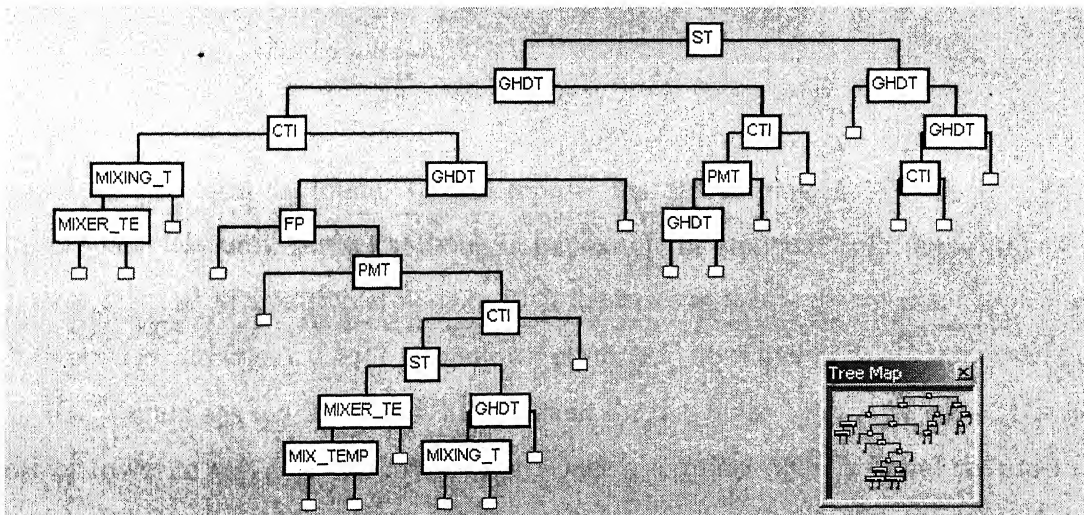 ST
GHDT GHDT
CTI CTI GHDT
MIXING_T GHDT PMT CTI
MIXER_TE FP GHDT
PMT
CTI
ST
Tree Map
MIXER_TE GHDT
MIX_TEMP MIXING_T